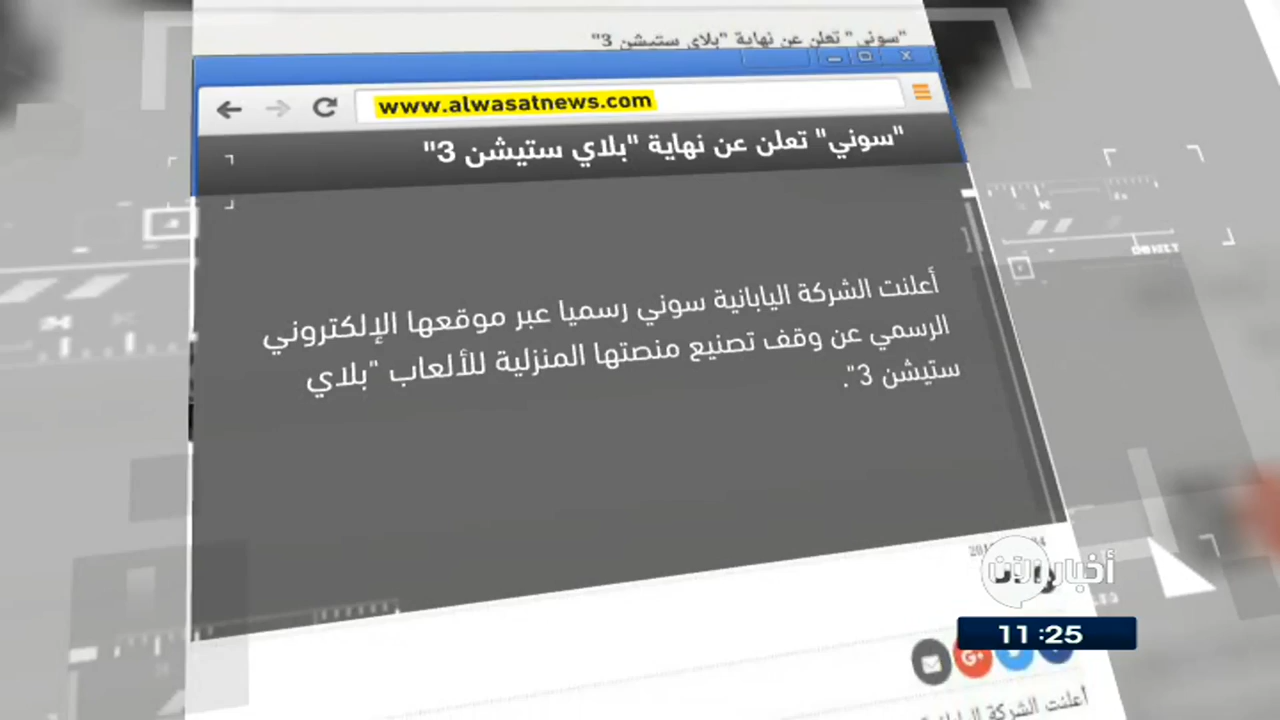 "سوني" تعلن عن نهاية "بلاي ستيشن 3"
www.alwasatnews.com
"سوني" تعلن عن نهاية "بلاي ستيشن 3"
أعلنت الشركة اليابانية سوني رسميا عبر موقعها الإلكتروني
الرسمي عن وقف تصنيع منصتها المنزلية للألعاب "بلاي
ستيشن 3".
أخبار الآن
11:25
G+
أعلنت الشركة